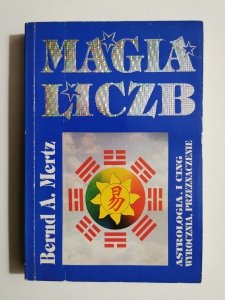 MAGIA
LICZB
Bernd A. Mertz
易
ASTROLOGIA, I CING
WYROCZNIA, PRZEZNACZENIE